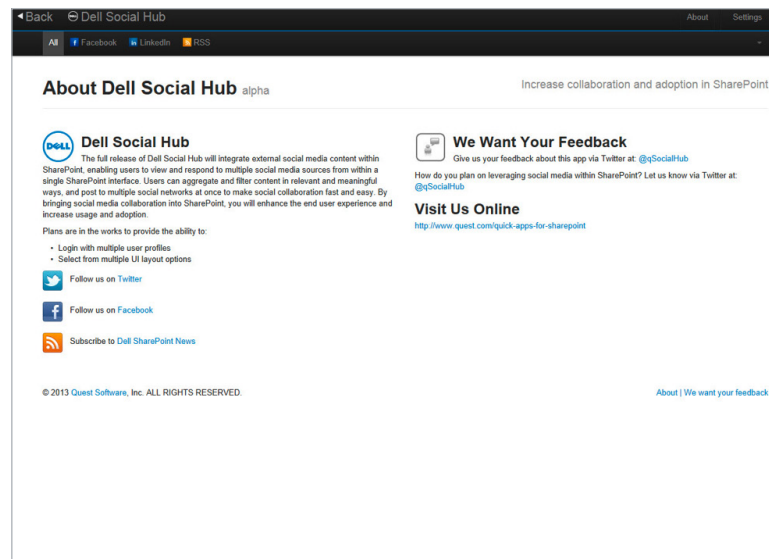 Back Dell Social Hub About Settings
All Facebook LinkedIn RSS
About Dell Social Hub alpha
Increase collaboration and adoption in SharePoint
DELL
Dell Social Hub
The full release of Dell Social Hub will integrate external social media content within
SharePoint, enabling users to view and respond to multiple social media sources from within a
single SharePoint interface. Users can aggregate and filter content in relevant and meaningful
ways, and post to multiple social networks at once to make social collaboration fast and easy. By
bringing social media collaboration into SharePoint, you will enhance the end user experience and
increase usage and adoption.
Plans are in the works to provide the ability to:
• Login with multiple user profiles
• Select from multiple UI layout options
Follow us on Twitter
Follow us on Facebook
Subscribe to Dell SharePoint News
We Want Your Feedback
Give us your feedback about this app via Twitter at: @qSocialHub
How do you plan on leveraging social media within SharePoint? Let us know via Twitter at:
@qSocialHub
Visit Us Online
http://www.quest.com/quick-apps-for-sharepoint
© 2013 Quest Software, Inc. ALL RIGHTS RESERVED.
About | We want your feedback